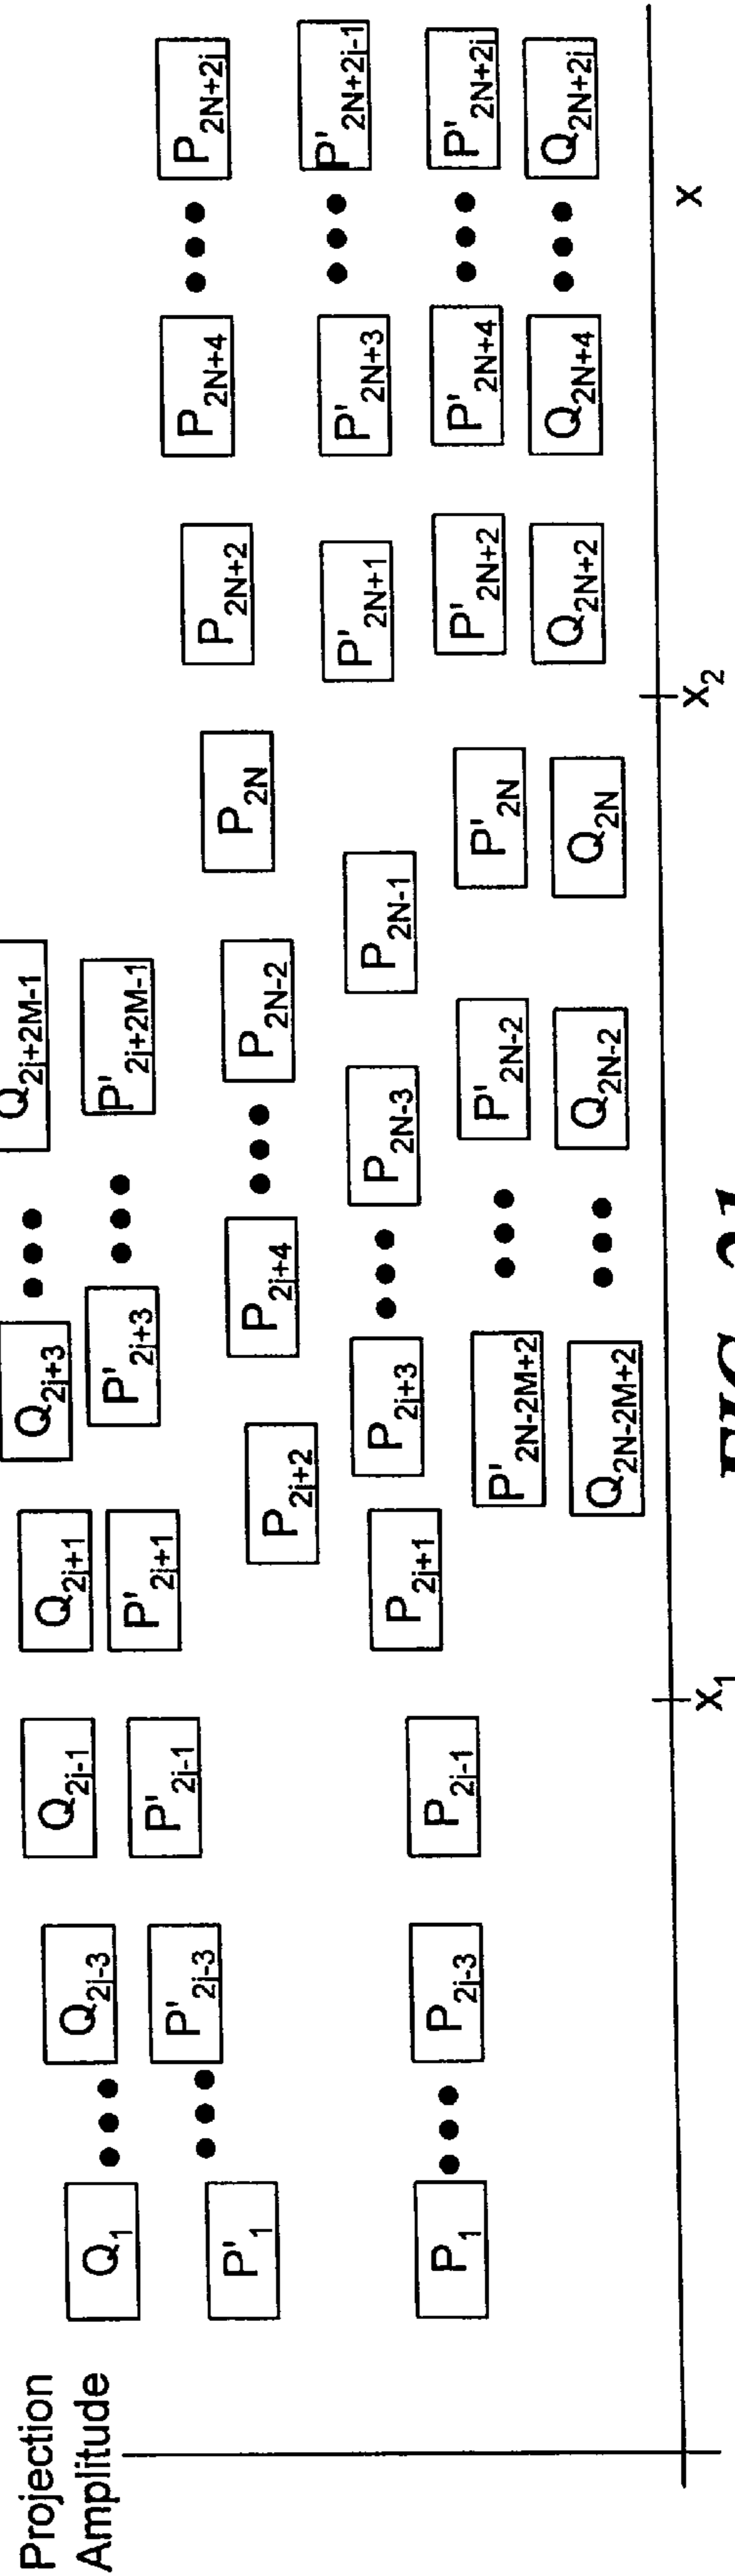 Projection
Amplitude
Q₁ ••• Q₂ⱼ₋₃ Q₂ⱼ₋₁ Q₂ⱼ₊₁ Q₂ⱼ₊₃ ••• Q₂ⱼ₊₂M₋₁
P'₁ ••• P'₂ⱼ₋₃ P'₂ⱼ₋₁ P'₂ⱼ₊₁ P'₂ⱼ₊₃ ••• P'₂ⱼ₊₂M₋₁
P₂ⱼ₊₂ P₂ⱼ₊₄ ••• P₂N₋₂ P₂N P₂N₊₂ P₂N₊₄ ••• P₂N₊₂ⱼ
P₁ ••• P₂ⱼ₋₃ P₂ⱼ₋₁ P₂ⱼ₊₁ P₂ⱼ₊₃ ••• P₂N₋₃ P₂N₋₁ P'₂N₊₁ P'₂N₊₃ ••• P'₂N₊₂ⱼ₋₁
P'₂N₋₂M₊₂ ••• P'₂N₋₂ P'₂N P'₂N₊₂ P'₂N₊₄ ••• P'₂N₊₂ⱼ
Q₂N₋₂M₊₂ ••• Q₂N₋₂ Q₂N Q₂N₊₂ Q₂N₊₄ ••• Q₂N₊₂ⱼ
X₁ X₂ X